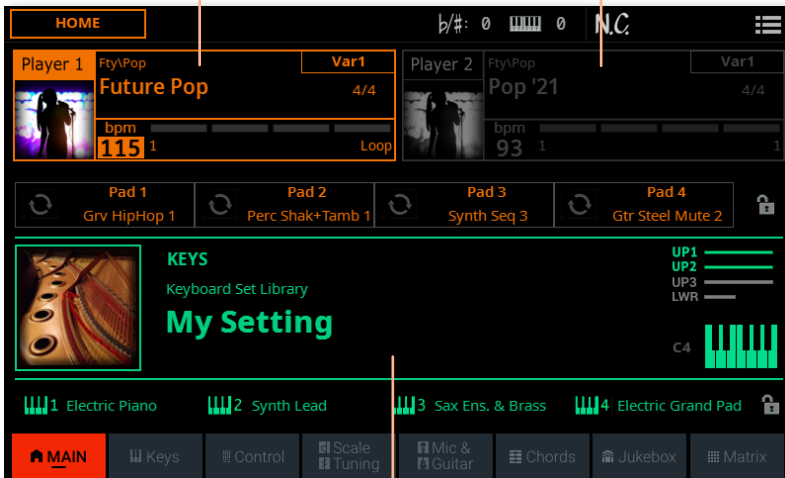 HOME
♭/♯: 0
0
N.C.
Player 1
Fty\Pop
Var1
Future Pop
4/4
bpm
115 1
Loop
Player 2
Fty\Pop
Var1
Pop '21
4/4
bpm
93 1
1
Pad 1
Grv HipHop 1
Pad 2
Perc Shak+Tamb 1
Pad 3
Synth Seq 3
Pad 4
Gtr Steel Mute 2
KEYS
Keyboard Set Library
My Setting
UP1
UP2
UP3
LWR
C4
1 Electric Piano
2 Synth Lead
3 Sax Ens. & Brass
4 Electric Grand Pad
MAIN
Keys
Control
Scale
Tuning
Mic &
Guitar
Chords
Jukebox
Matrix